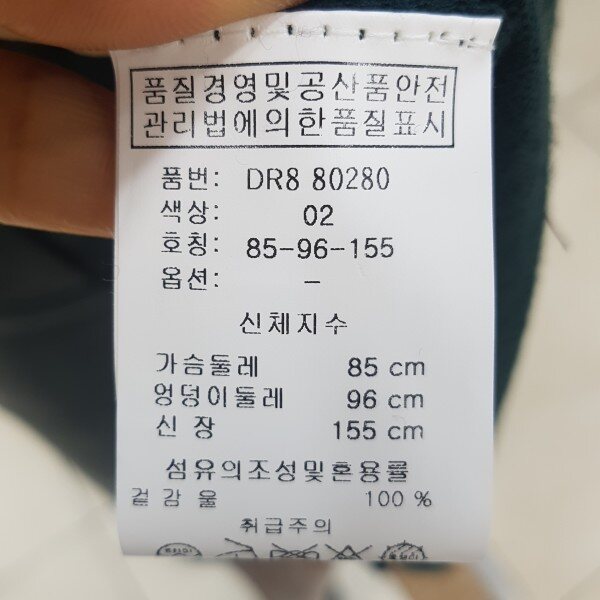 품질경영및공산품안전
관리법에의한품질표시
품번: DR8 80280
색상: 02
호칭: 85-96-155
옵션: -
신체지수
가슴둘레 85 cm
엉덩이둘레 96 cm
신 장 155 cm
섬유의조성및혼용률
겉감 울 100 %
취급주의